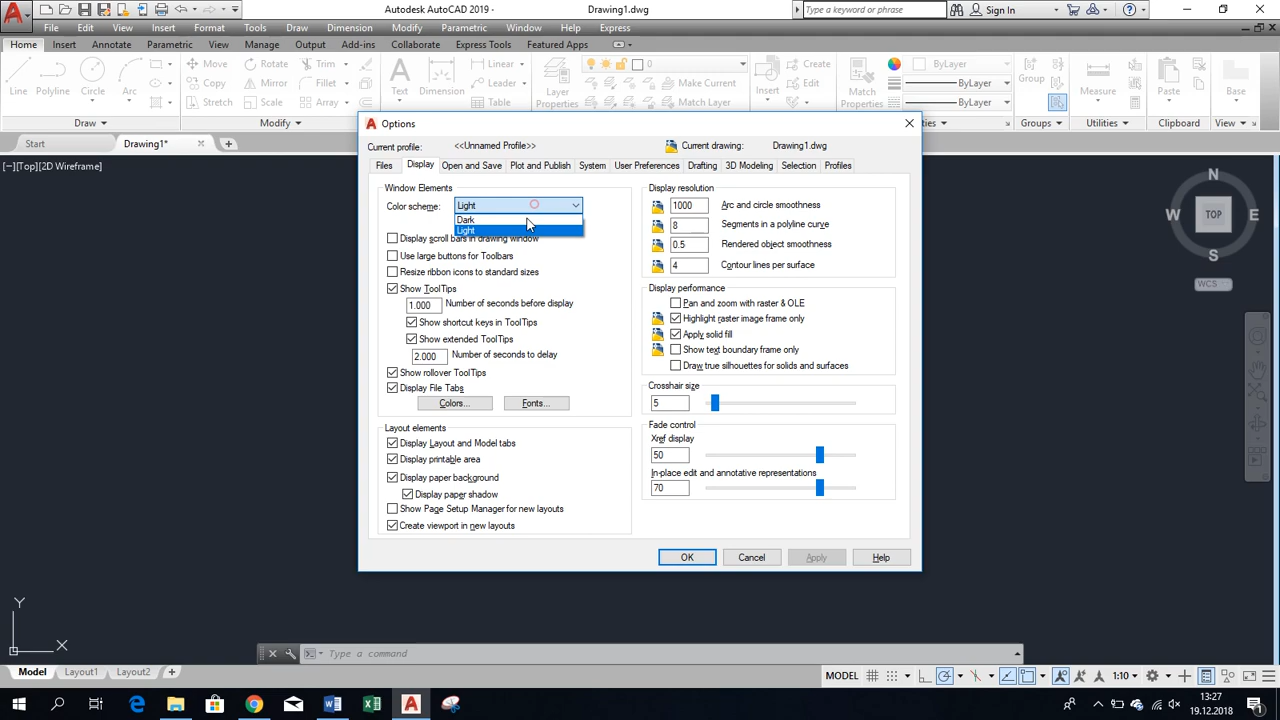 Autodesk AutoCAD 2019 - Drawing1.dwg
Type a keyword or phrase
Sign In
File Edit View Insert Format Tools Draw Dimension Modify Parametric Window Help Express
Home Insert Annotate Parametric View Manage Output Add-ins Collaborate Express Tools Featured Apps
Line Polyline Circle Arc
Move Rotate Trim
Copy Mirror Fillet
Stretch Scale Array
Text Dimension
Linear
Leader
Table
Layer Properties
0
Make Current
Match Layer
Insert
Create
Edit
Match Properties
ByLayer
ByLayer
ByLayer
Group
Measure
Paste
Base
Draw Modify Groups Utilities Clipboard View
Start Drawing1*
[−][Top][2D Wireframe]
Options
Current profile: <<Unnamed Profile>> Current drawing: Drawing1.dwg
Files Display Open and Save Plot and Publish System User Preferences Drafting 3D Modeling Selection Profiles
Window Elements
Color scheme: Light
Dark
Light
Display scroll bars in drawing window
Use large buttons for Toolbars
Resize ribbon icons to standard sizes
Show ToolTips
1.000 Number of seconds before display
Show shortcut keys in ToolTips
Show extended ToolTips
2.000 Number of seconds to delay
Show rollover ToolTips
Display File Tabs
Colors... Fonts...
Layout elements
Display Layout and Model tabs
Display printable area
Display paper background
Display paper shadow
Show Page Setup Manager for new layouts
Create viewport in new layouts
Display resolution
1000 Arc and circle smoothness
8 Segments in a polyline curve
0.5 Rendered object smoothness
4 Contour lines per surface
Display performance
Pan and zoom with raster & OLE
Highlight raster image frame only
Apply solid fill
Show text boundary frame only
Draw true silhouettes for solids and surfaces
Crosshair size
5
Fade control
Xref display
50
In-place edit and annotative representations
70
OK Cancel Apply Help
N
W TOP E
S
WCS
Y
X
Type a command
Model Layout1 Layout2
MODEL 1:10
13:27
19.12.2018